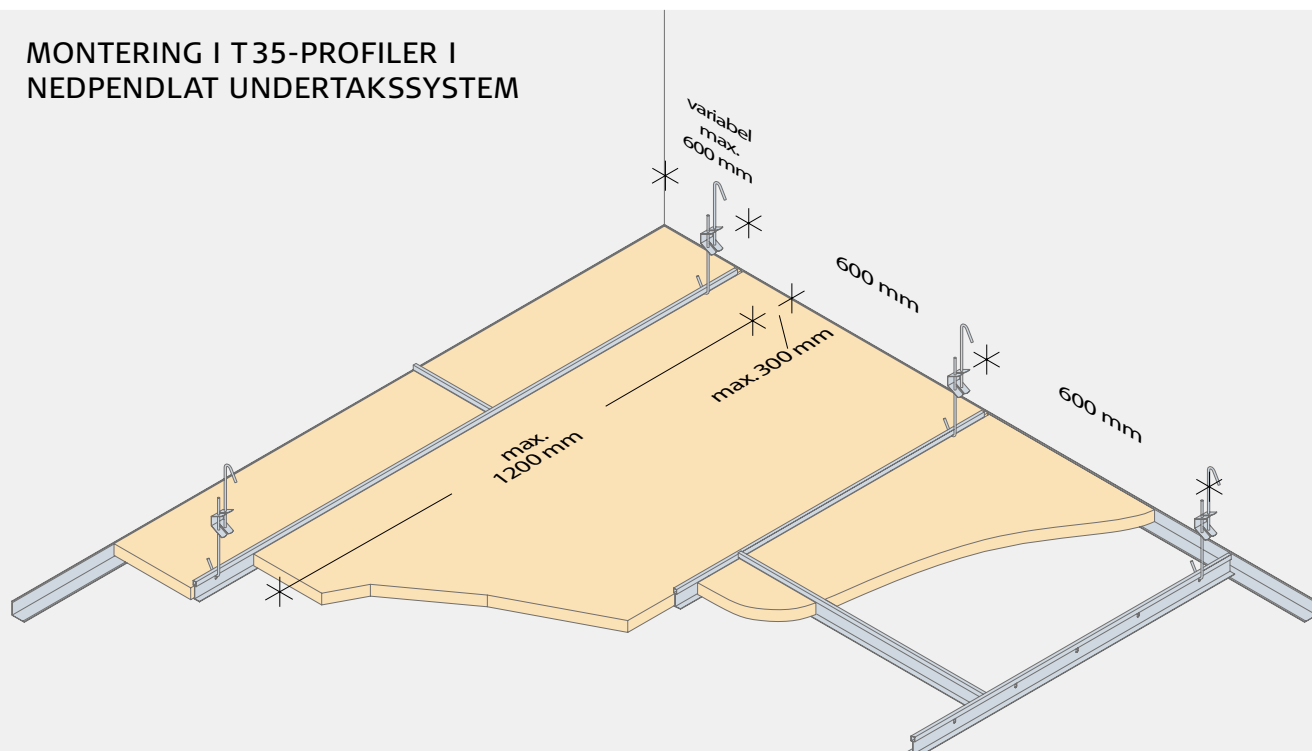 MONTERING I T35-PROFILER I
NEDPENDLAT UNDERTAKSSYSTEM
variabel
max.
600 mm
600 mm
max. 300 mm
600 mm
max.
1200 mm